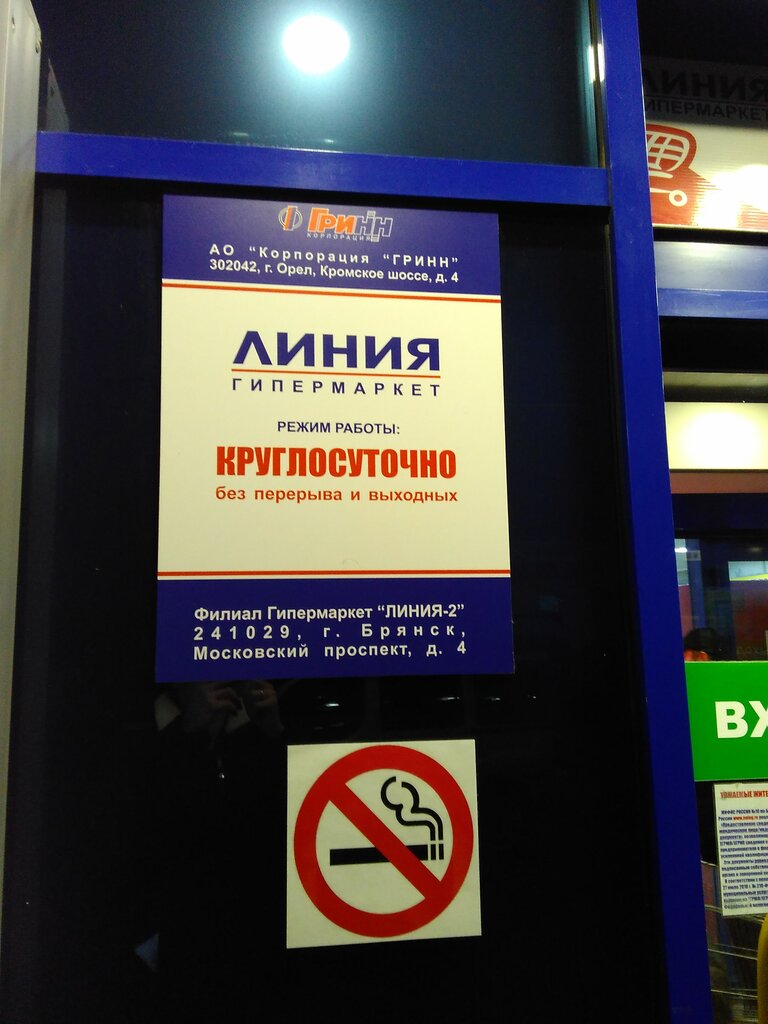 Гринн
КОРПОРАЦИЯ
АО "Корпорация "ГРИНН"
302042, г. Орел, Кромское шоссе, д. 4
ЛИНИЯ
ГИПЕРМАРКЕТ
РЕЖИМ РАБОТЫ:
КРУГЛОСУТОЧНО
без перерыва и выходных
Филиал Гипермаркет "ЛИНИЯ-2"
241029, г. Брянск,
Московский проспект, д. 4
ЛИНИЯ
ГИПЕРМАРКЕТ
ВХ